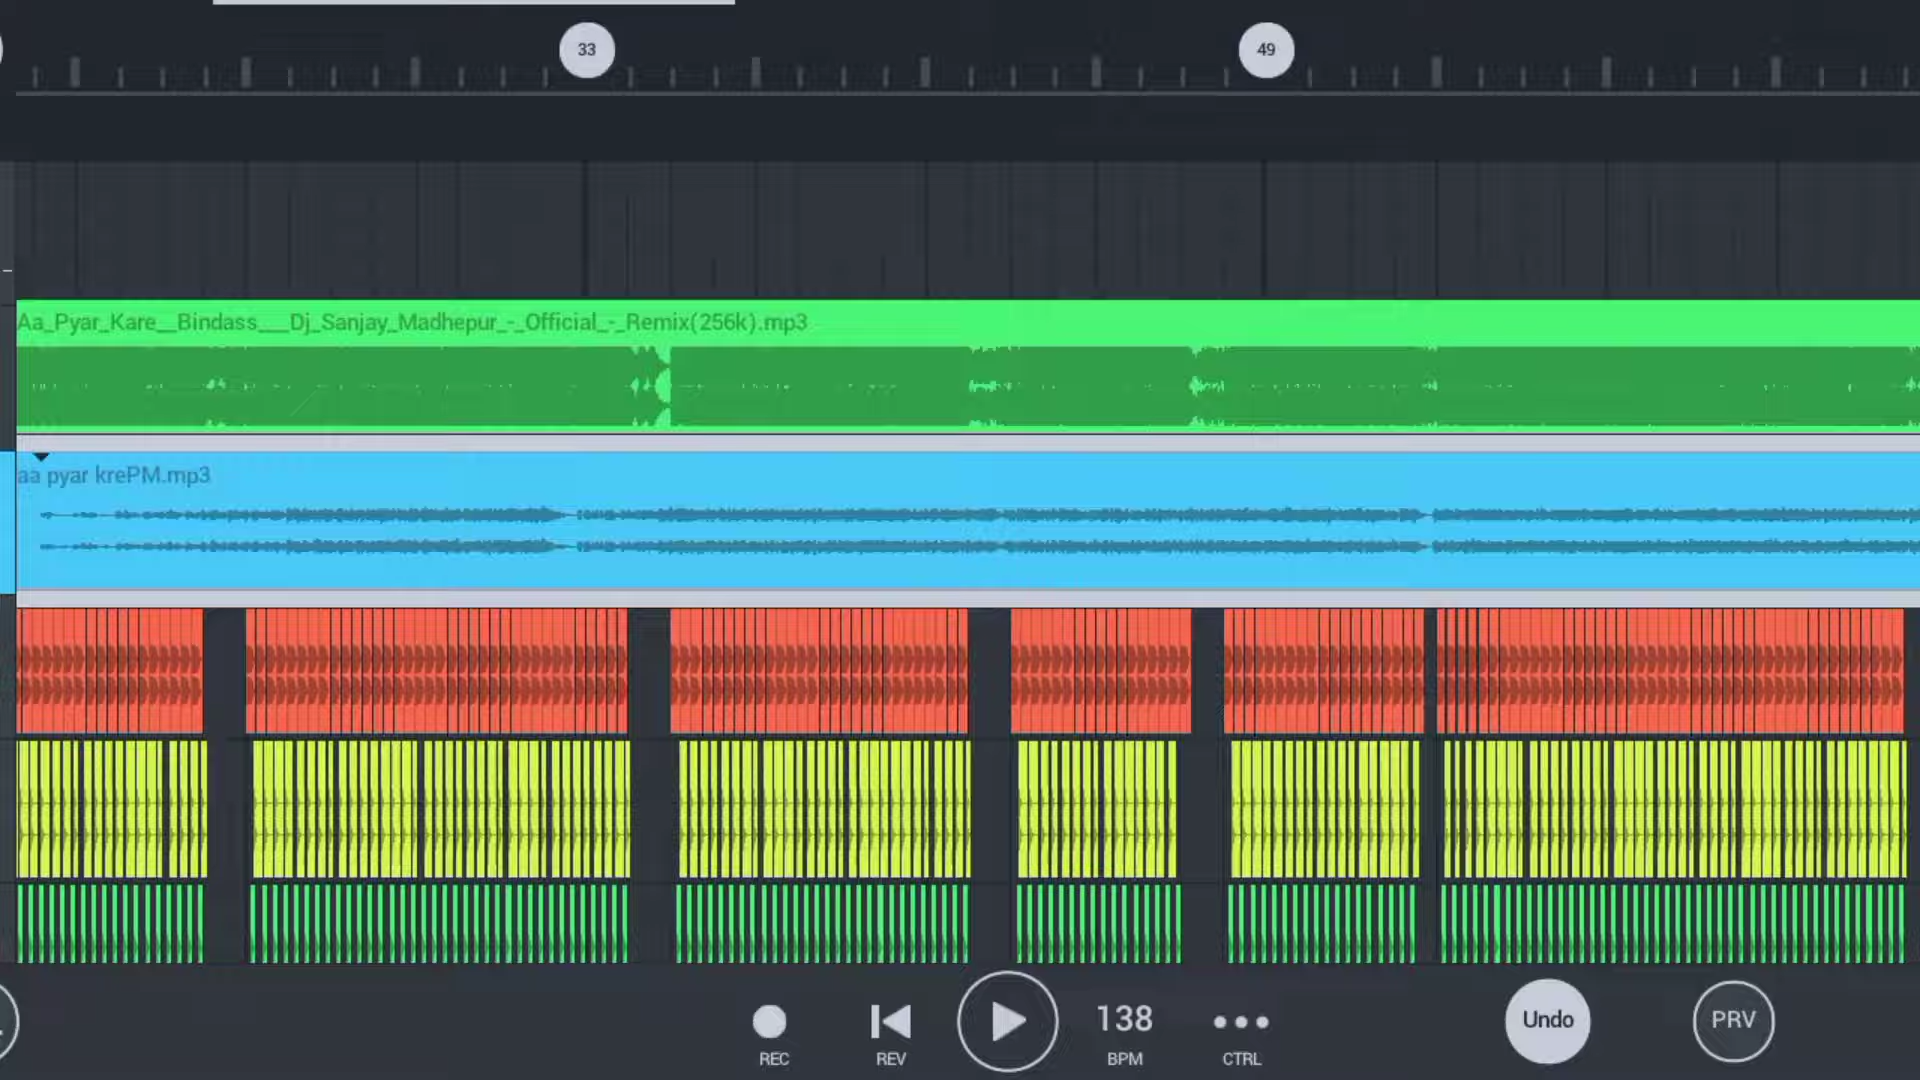 33
49
Aa_Pyar_Kare__Bindass___Dj_Sanjay_Madhepur_-_Official_-_Remix(256k).mp3
aa pyar krePM.mp3
138
Undo
PRV
REC
REV
BPM
CTRL